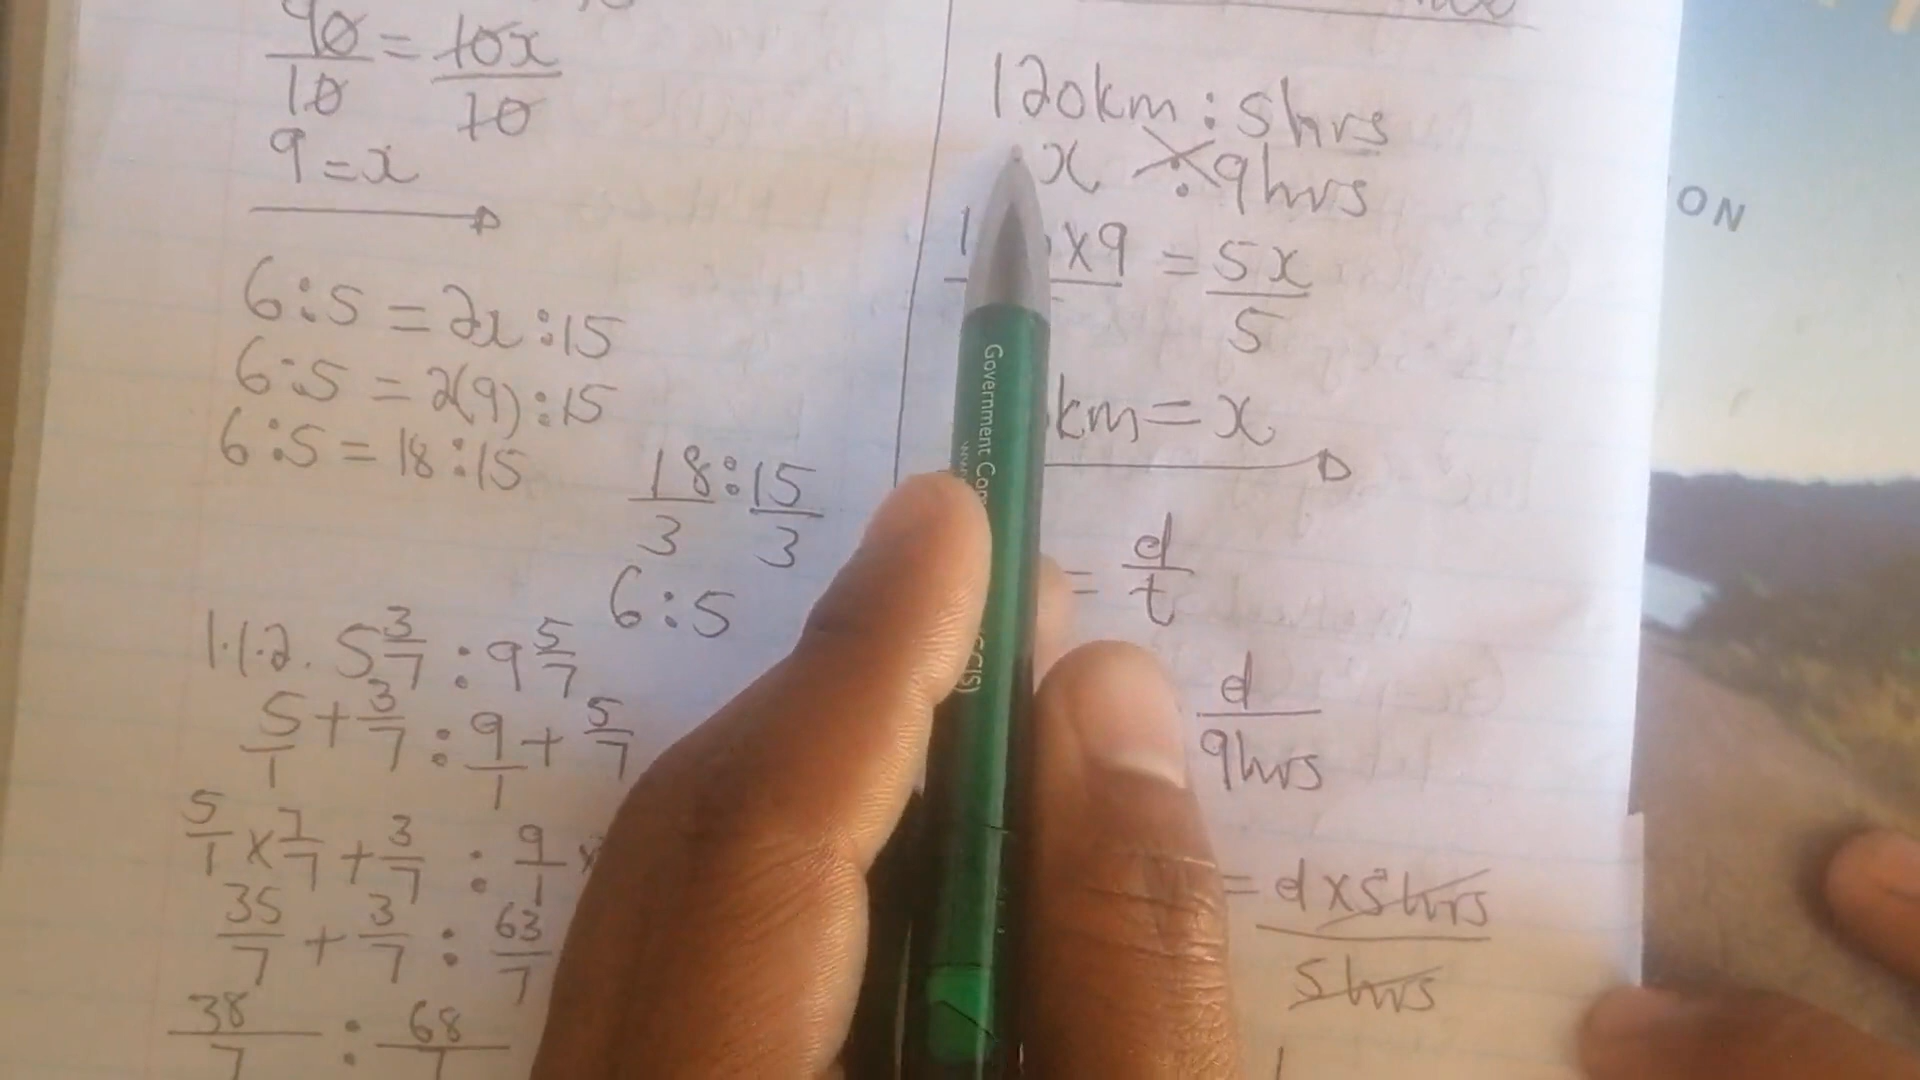 90/10 = 10x/10
9 = x
6:5 = 2x:15
6:5 = 2(9):15
6:5 = 18:15
18/3 : 15/3
6:5
1.1.2. 5 3/7 : 9 5/7
5/1 + 3/7 : 9/1 + 5/7
5/1 × 7/7 + 3/7 : 9/1 ×
35/7 + 3/7 : 63/7
38/7 : 68/7
120km : 5hrs
x : 9hrs
×9 = 5x/5
km = x
= d/t
d/9hrs
= d×5hrs/5hrs
Government
ON